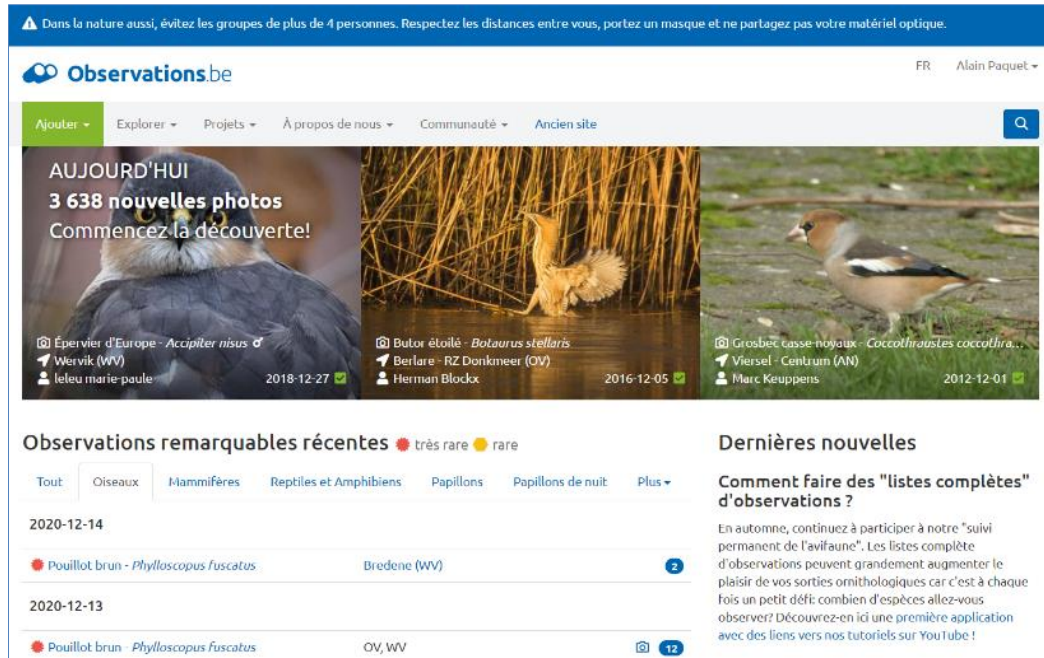 Dans la nature aussi, évitez les groupes de plus de 4 personnes. Respectez les distances entre vous, portez un masque et ne partagez pas votre matériel optique.
Observations.be
FR Alain Paquet
Ajouter Explorer Projets À propos de nous Communauté Ancien site
AUJOURD'HUI
3 638 nouvelles photos
Commencez la découverte!
Épervier d'Europe - Accipiter nisus ♂
Wervik (WV)
leleu marie-paule 2018-12-27
Butor étoilé - Botaurus stellaris
Berlare - RZ Donkmeer (OV)
Herman Blockx 2016-12-05
Grosbec casse-noyaux - Coccothraustes coccothra...
Viersel - Centrum (AN)
Marc Keuppens 2012-12-01
Observations remarquables récentes très rare rare
Tout Oiseaux Mammifères Reptiles et Amphibiens Papillons Papillons de nuit Plus
2020-12-14
Pouillot brun - Phylloscopus fuscatus Bredene (WV) 2
2020-12-13
Pouillot brun - Phylloscopus fuscatus OV, WV 12
Dernières nouvelles
Comment faire des "listes complètes"
d'observations ?
En automne, continuez à participer à notre "suivi
permanent de l'avifaune". Les listes complète
d'observations peuvent grandement augmenter le
plaisir de vos sorties ornithologiques car c'est à chaque
fois un petit défi: combien d'espèces allez-vous
observer? Découvrez-en ici une première application
avec des liens vers nos tutoriels sur YouTube !